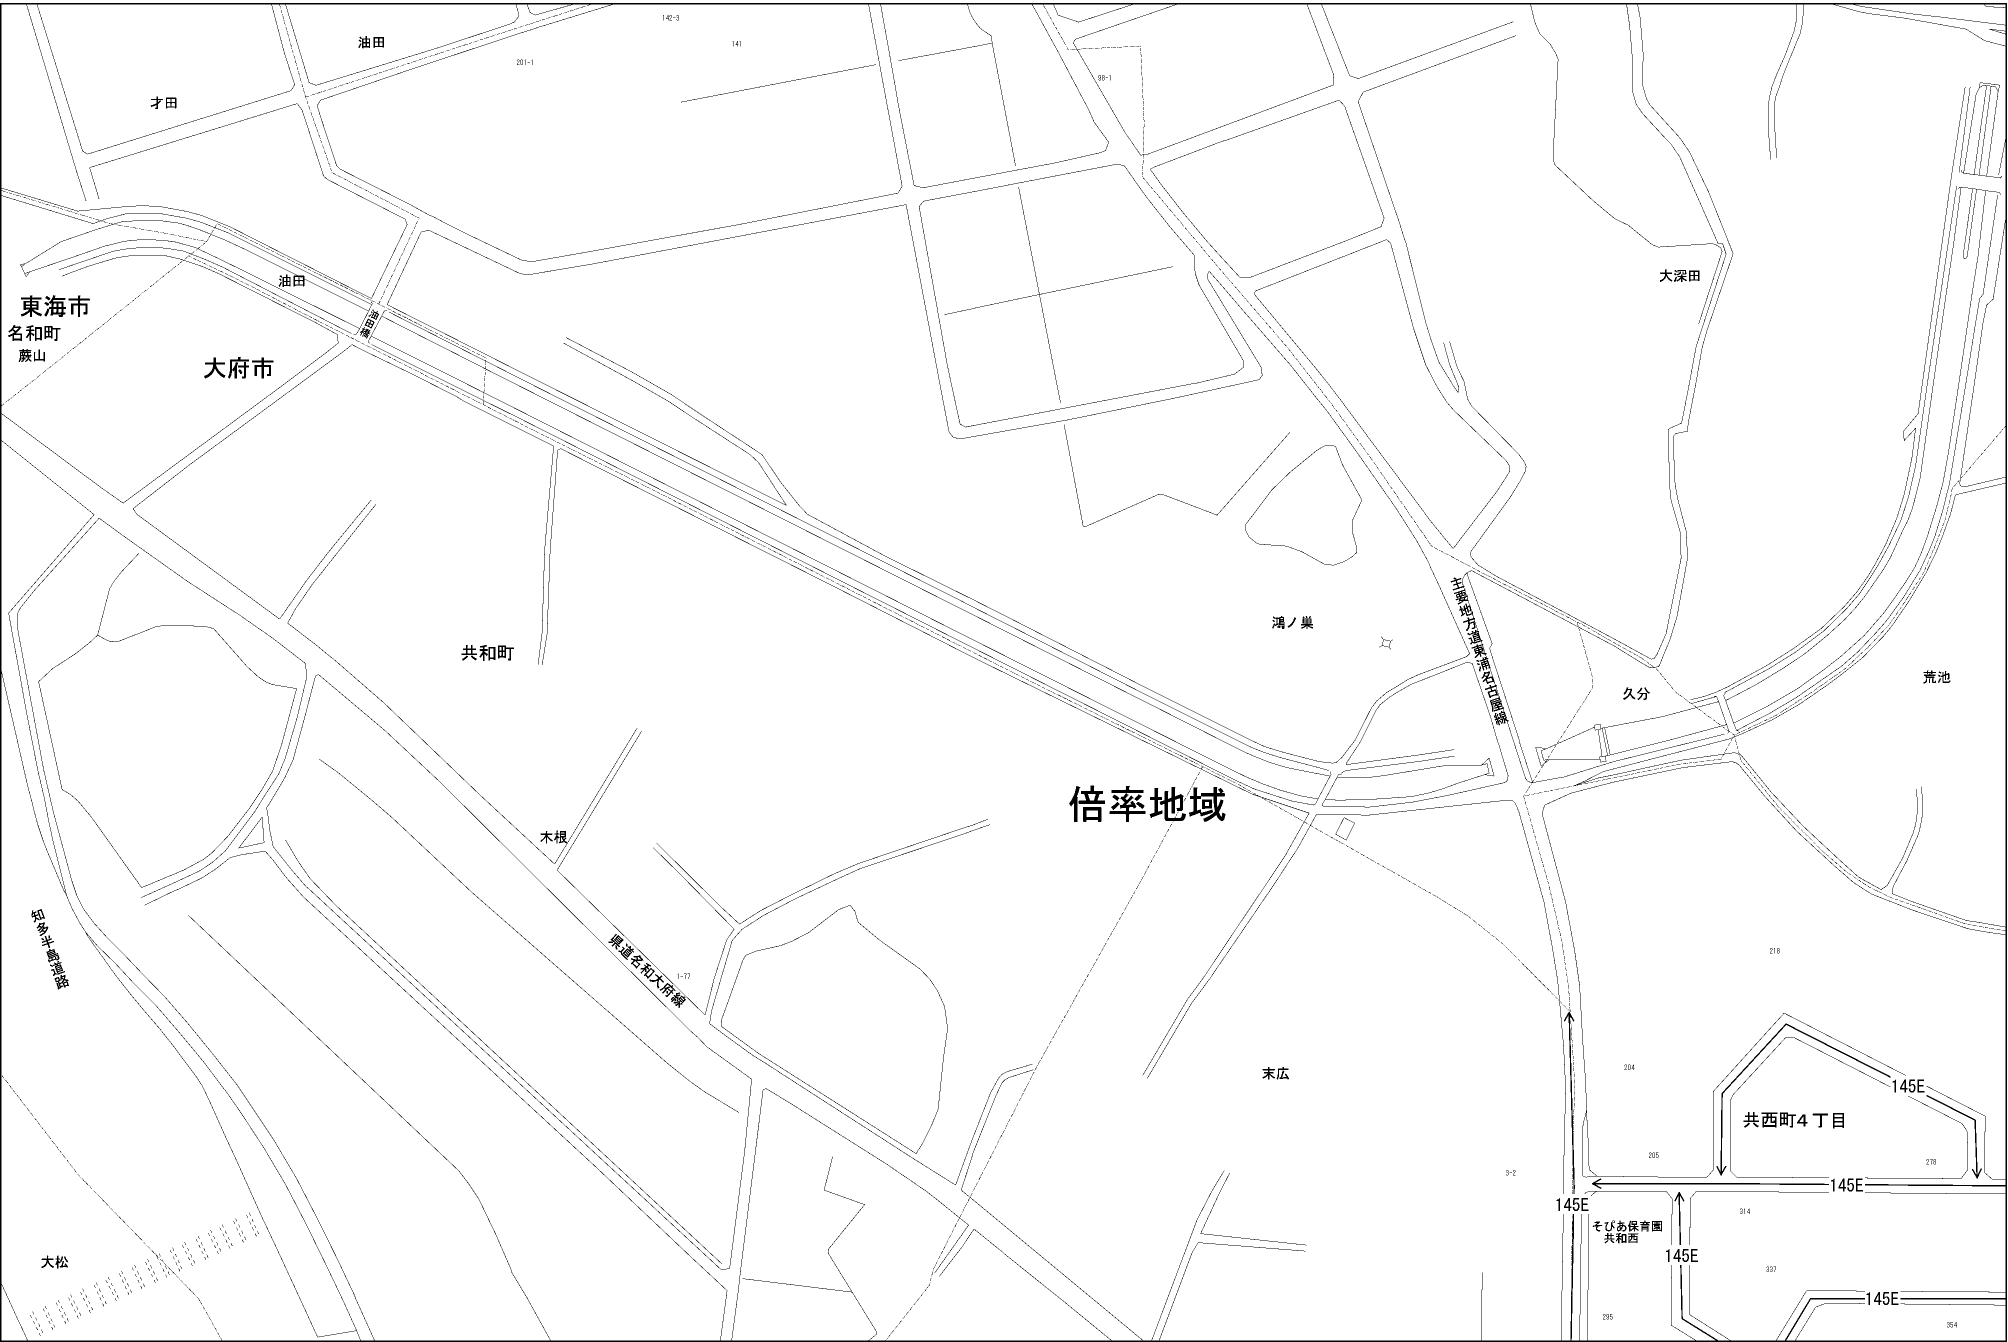 142-3
油田
141
201-1
98-1
才田
大深田
油田
東海市
油田橋
名和町
蕨山
大府市
鴻ノ巣
主要地方道東浦名古屋線
共和町
荒池
久分
倍率地域
木根
知多半島道路
県道名和大府線
1-77
218
末広
204
145E
共西町4丁目
205
278
3-2
145E
145E
314
そぴあ保育園
共和西
145E
大松
337
145E
295
354